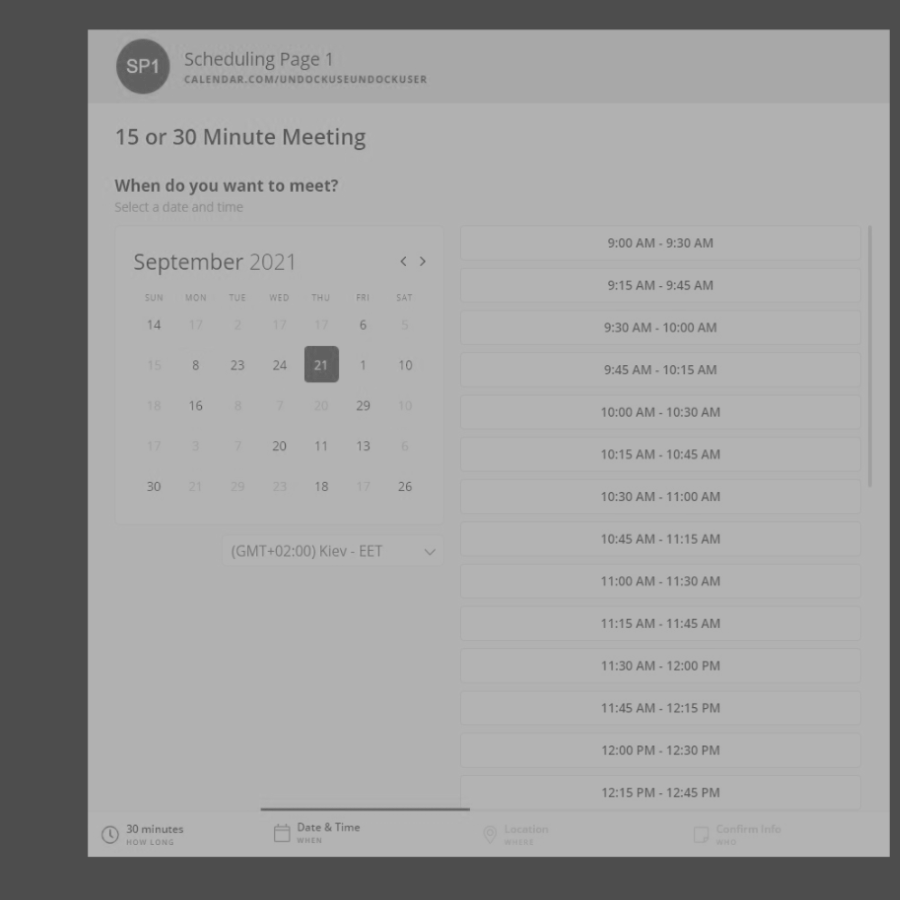 SP1
Scheduling Page 1
CALENDAR.COM/UNDOCKUSEUNDOCKUSER
15 or 30 Minute Meeting
When do you want to meet?
Select a date and time
September 2021
SUN MON TUE WED THU FRI SAT
14 17 2 17 17 6 5
15 8 23 24 21 1 10
18 16 8 7 20 29 10
17 3 7 20 11 13 6
30 21 29 23 18 17 26
(GMT+02:00) Kiev - EET
9:00 AM - 9:30 AM
9:15 AM - 9:45 AM
9:30 AM - 10:00 AM
9:45 AM - 10:15 AM
10:00 AM - 10:30 AM
10:15 AM - 10:45 AM
10:30 AM - 11:00 AM
10:45 AM - 11:15 AM
11:00 AM - 11:30 AM
11:15 AM - 11:45 AM
11:30 AM - 12:00 PM
11:45 AM - 12:15 PM
12:00 PM - 12:30 PM
12:15 PM - 12:45 PM
30 minutes
HOW LONG
Date & Time
WHEN
Location
WHERE
Confirm Info
WHO